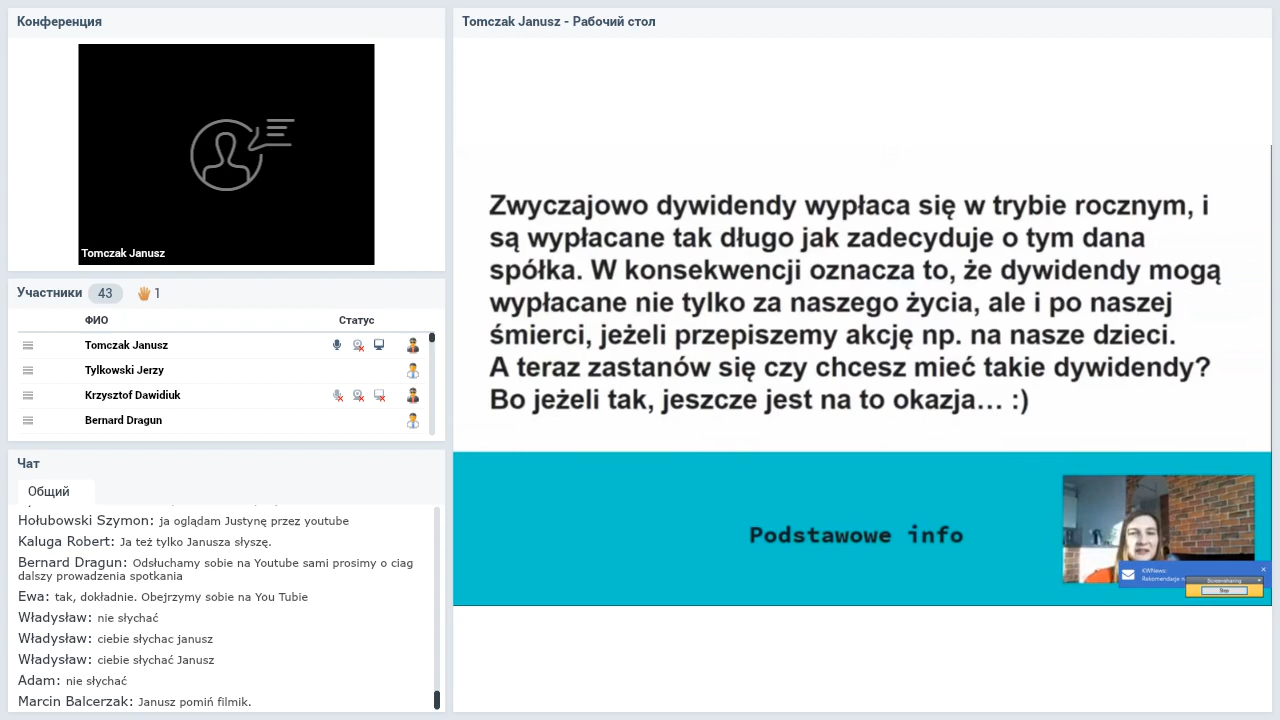 Конференция
Tomczak Janusz
Участники 43 1
ФИО Статус
Tomczak Janusz
Tylkowski Jerzy
Krzysztof Dawidiuk
Bernard Dragun
Чат
Общий
Hołubowski Szymon: ja oglądam Justynę przez youtube
Kaluga Robert: Ja też tylko Janusza słyszę.
Bernard Dragun: Odsłuchamy sobie na Youtube sami prosimy o ciag
dalszy prowadzenia spotkania
Ewa: tak, dokładnie. Obejrzymy sobie na You Tubie
Władysław: nie słychać
Władysław: ciebie słychac janusz
Władysław: ciebie słychać Janusz
Adam: nie słychać
Marcin Balcerzak: Janusz pomiń filmik.
Tomczak Janusz - Рабочий стол
Zwyczajowo dywidendy wypłaca się w trybie rocznym, i
są wypłacane tak długo jak zadecyduje o tym dana
spółka. W konsekwencji oznacza to, że dywidendy mogą
wypłacane nie tylko za naszego życia, ale i po naszej
śmierci, jeżeli przepiszemy akcję np. na nasze dzieci.
A teraz zastanów się czy chcesz mieć takie dywidendy?
Bo jeżeli tak, jeszcze jest na to okazja... :)
Podstawowe info
KWNews:
Rekomendacje
Screensharing
Stop